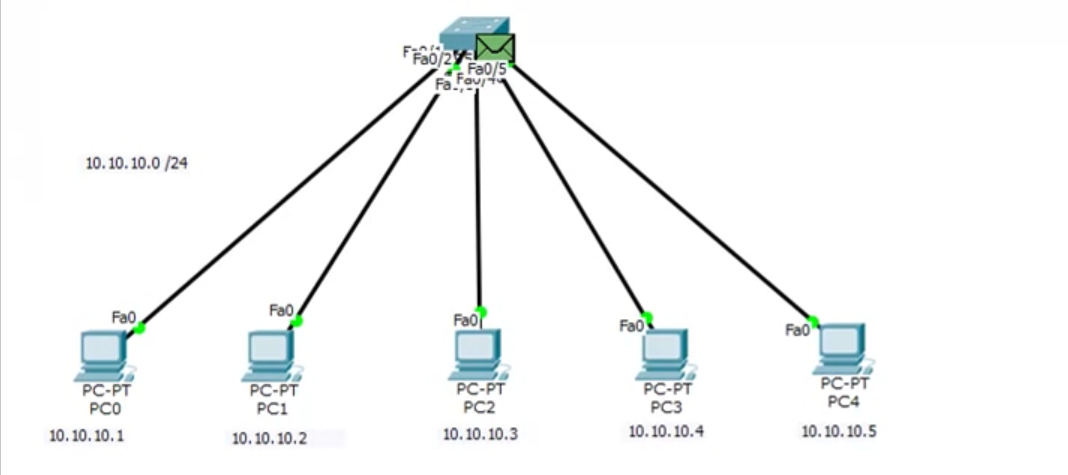 Fa0/2
Fa0/5
10.10.10.0 /24
Fa0
Fa0
Fa0
Fa0
Fa0
PC-PT
PC0
PC-PT
PC1
PC-PT
PC2
PC-PT
PC3
PC-PT
PC4
10.10.10.1
10.10.10.2
10.10.10.3
10.10.10.4
10.10.10.5